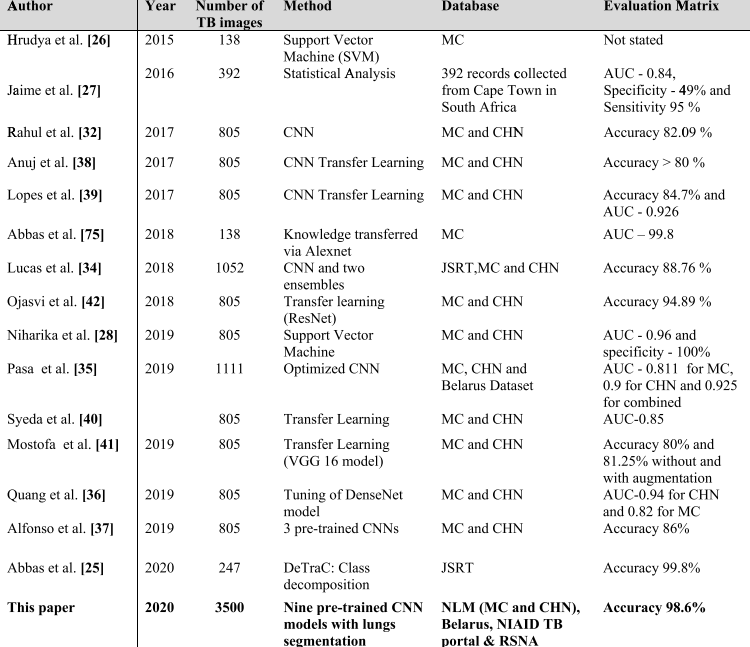 Author Year Number of Method Database Evaluation Matrix
TB images
Hrudya et al. [26] 2015 138 Support Vector MC Not stated
Machine (SVM)
2016 392 Statistical Analysis 392 records collected AUC - 0.84,
Jaime et al. [27] from Cape Town in Specificity - 49% and
South Africa Sensitivity 95 %
Rahul et al. [32] 2017 805 CNN MC and CHN Accuracy 82.09 %
Anuj et al. [38] 2017 805 CNN Transfer Learning MC and CHN Accuracy > 80 %
Lopes et al. [39] 2017 805 CNN Transfer Learning MC and CHN Accuracy 84.7% and
AUC - 0.926
Abbas et al. [75] 2018 138 Knowledge transferred MC AUC – 99.8
via Alexnet
Lucas et al. [34] 2018 1052 CNN and two JSRT,MC and CHN Accuracy 88.76 %
ensembles
Ojasvi et al. [42] 2018 805 Transfer learning MC and CHN Accuracy 94.89 %
(ResNet)
Niharika et al. [28] 2019 805 Support Vector MC and CHN AUC - 0.96 and
Machine specificity - 100%
Pasa et al. [35] 2019 1111 Optimized CNN MC, CHN and AUC - 0.811 for MC,
Belarus Dataset 0.9 for CHN and 0.925
for combined
Syeda et al. [40] 805 Transfer Learning MC and CHN AUC-0.85
Mostofa et al. [41] 2019 805 Transfer Learning MC and CHN Accuracy 80% and
(VGG 16 model) 81.25% without and
with augmentation
Quang et al. [36] 2019 805 Tuning of DenseNet MC and CHN AUC-0.94 for CHN
model and 0.82 for MC
Alfonso et al. [37] 2019 805 3 pre-trained CNNs MC and CHN Accuracy 86%
Abbas et al. [25] 2020 247 DeTraC: Class JSRT Accuracy 99.8%
decomposition
This paper 2020 3500 Nine pre-trained CNN NLM (MC and CHN), Accuracy 98.6%
models with lungs Belarus, NIAID TB
segmentation portal & RSNA